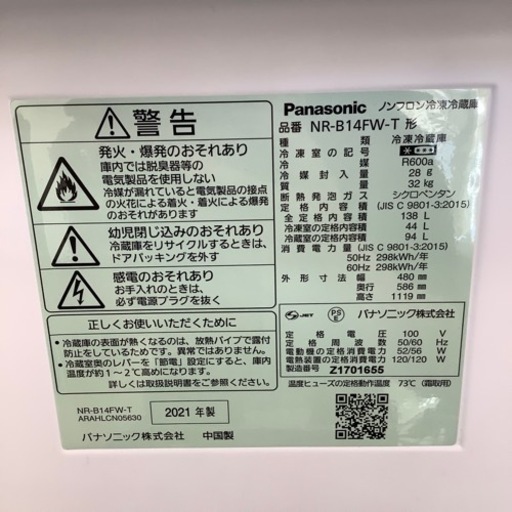 警告
発火・爆発のおそれあり
庫内では脱臭器等の
電気製品を使用しない
冷媒が漏れていると電気製品の接点
の火花による着火・着火による爆発
のおそれあり
幼児閉じ込みのおそれあり
冷蔵庫をリサイクルするときは、
ドアパッキングを外す
感電のおそれあり
お手入れのときは、
必ず電源プラグを抜く
正しくお使いいただくために
●冷蔵庫の表面が熱くなるのは、放熱パイプで露付
防止をしているためです。異常ではありません。
●冷蔵室奥のレバーを「節電」に設定すると、庫内
温度が約1~2℃高めになります。
詳しくは取扱説明書をご覧ください。
NR-B14FW-T
ARAHLCN05630
2021年製
パナソニック株式会社 中国製
Panasonic ノンフロン冷凍冷蔵庫
品番 NR-B14FW-T 形
種類 冷凍冷蔵庫
冷凍室の記号
冷媒 R600a
冷媒封入量 28 g
質量 32 kg
断熱発泡ガス シクロペンタン
定格内容積 (JIS C 9801-3:2015)
全定格内容積 138 L
冷凍室の定格内容積 44 L
冷蔵室の定格内容積 94 L
消費電力量(JIS C 9801-3:2015)
50Hz 298kWh/年
60Hz 298kWh/年
外形寸法 幅 480 mm
奥行 586 mm
高さ 1119 mm
JET PS E パナソニック株式会社
定格電圧 100 V
定格周波数 50/60 Hz
電動機の定格消費電力 52/56 W
電熱装置の定格消費電力 120/120 W
製造番号 Z1701655
温度ヒューズの定格動作温度 73℃ (霜取用)